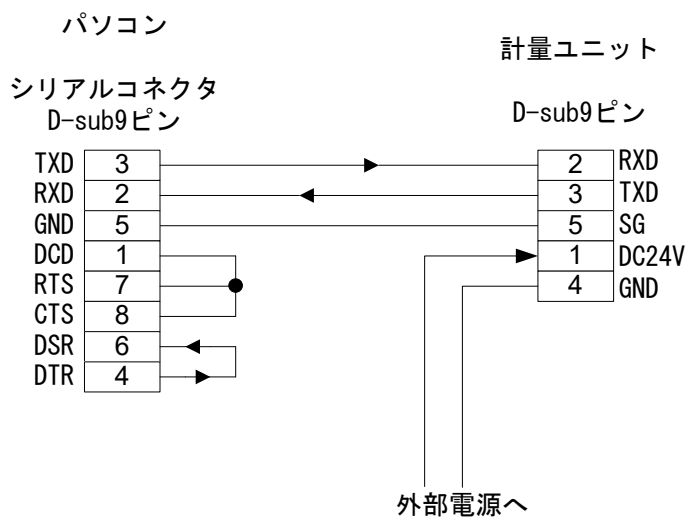 パソコン
計量ユニット
シリアルコネクタ
D-sub9ピン
D-sub9ピン
TXD 3 2 RXD
RXD 2 3 TXD
GND 5 5 SG
DCD 1 1 DC24V
RTS 7 4 GND
CTS 8
DSR 6
DTR 4
外部電源へ